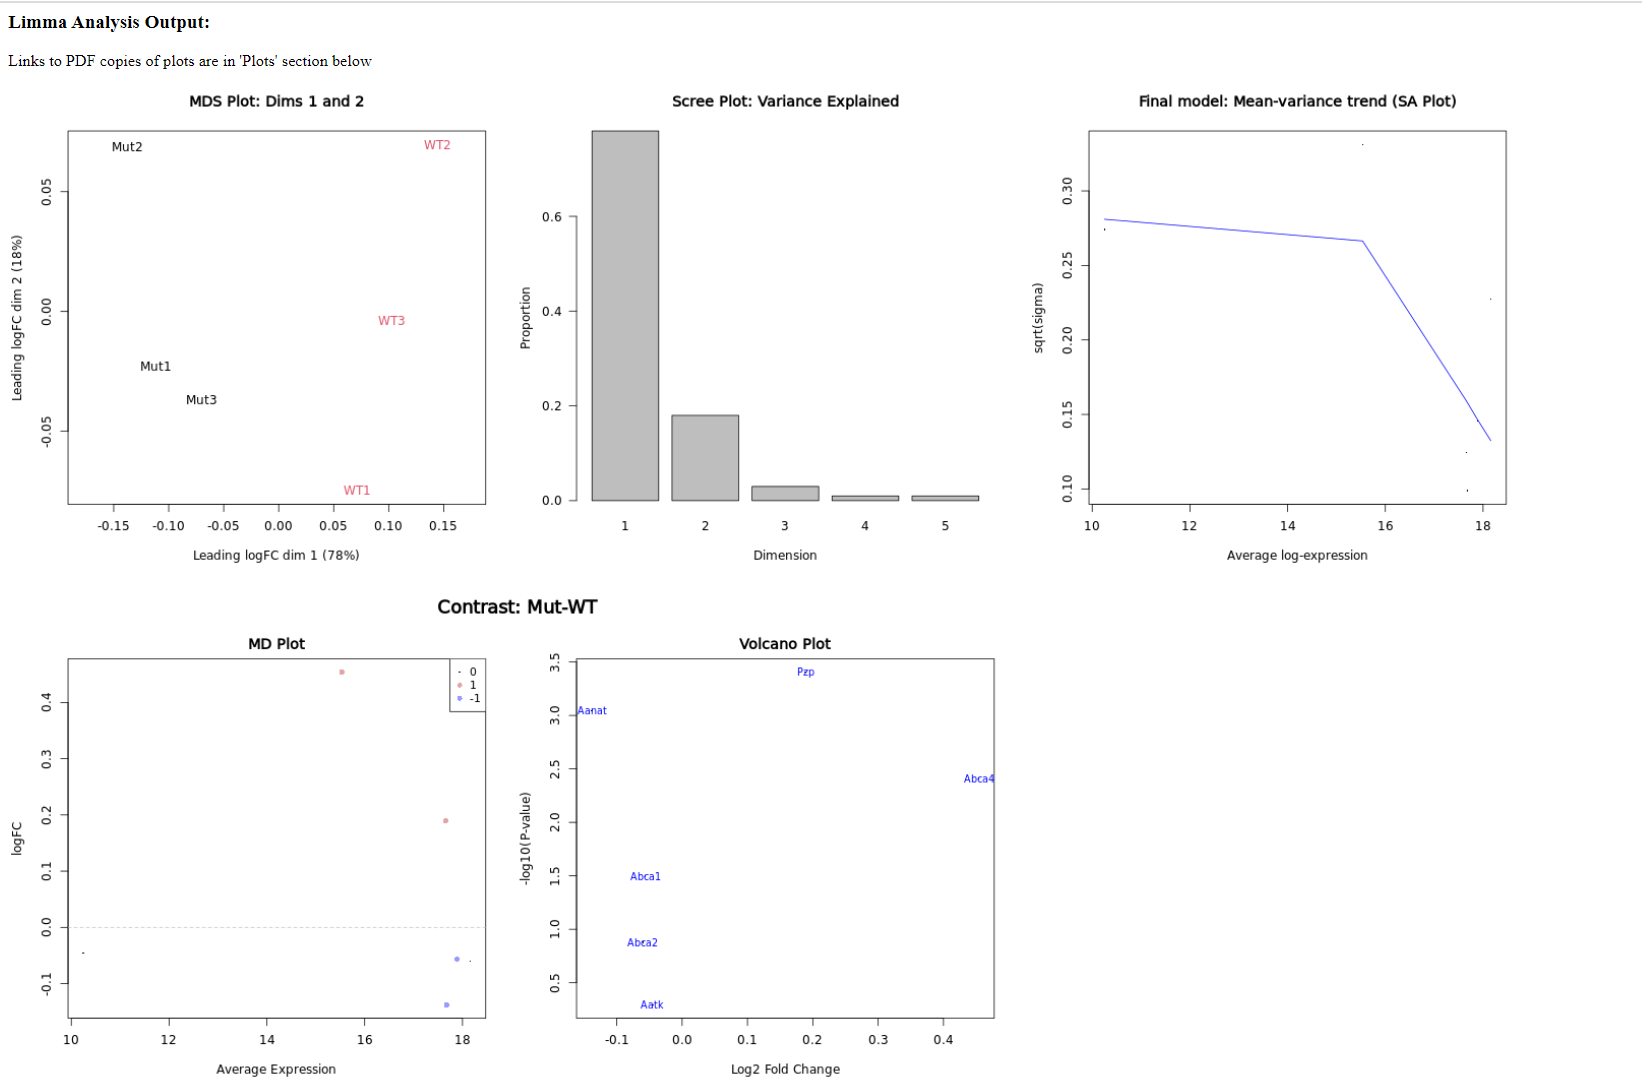 Limma Analysis Output:
Links to PDF copies of plots are in 'Plots' section below
MDS Plot: Dims 1 and 2
Leading logFC dim 2 (18%)
0.05
0.00
-0.05
Mut2
WT2
WT3
Mut1
Mut3
WT1
-0.15 -0.10 -0.05 0.00 0.05 0.10 0.15
Leading logFC dim 1 (78%)
Scree Plot: Variance Explained
Proportion
0.6
0.4
0.2
0.0
1 2 3 4 5
Dimension
Final model: Mean-variance trend (SA Plot)
sqrt(sigma)
0.30
0.25
0.20
0.15
0.10
10 12 14 16 18
Average log-expression
Contrast: Mut-WT
MD Plot
logFC
0.4
0.3
0.2
0.1
0.0
-0.1
0
1
-1
10 12 14 16 18
Average Expression
Volcano Plot
-log10(P-value)
3.5
3.0
2.5
2.0
1.5
1.0
0.5
Pzp
Aanat
Abca4
Abca1
Abca2
Aatk
-0.1 0.0 0.1 0.2 0.3 0.4
Log2 Fold Change